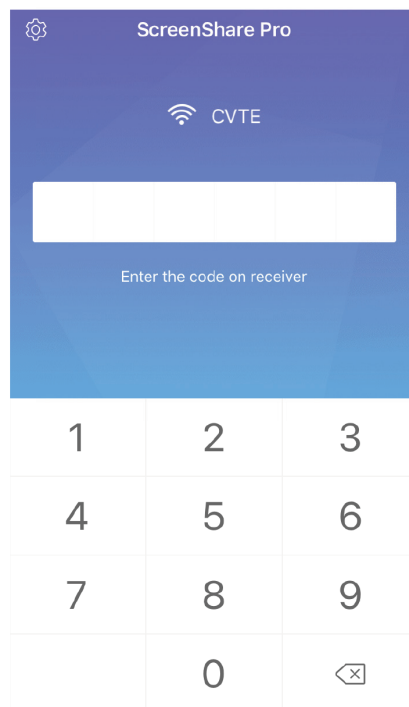 ScreenShare Pro
CVTE
Enter the code on receiver
1 2 3
4 5 6
7 8 9
0